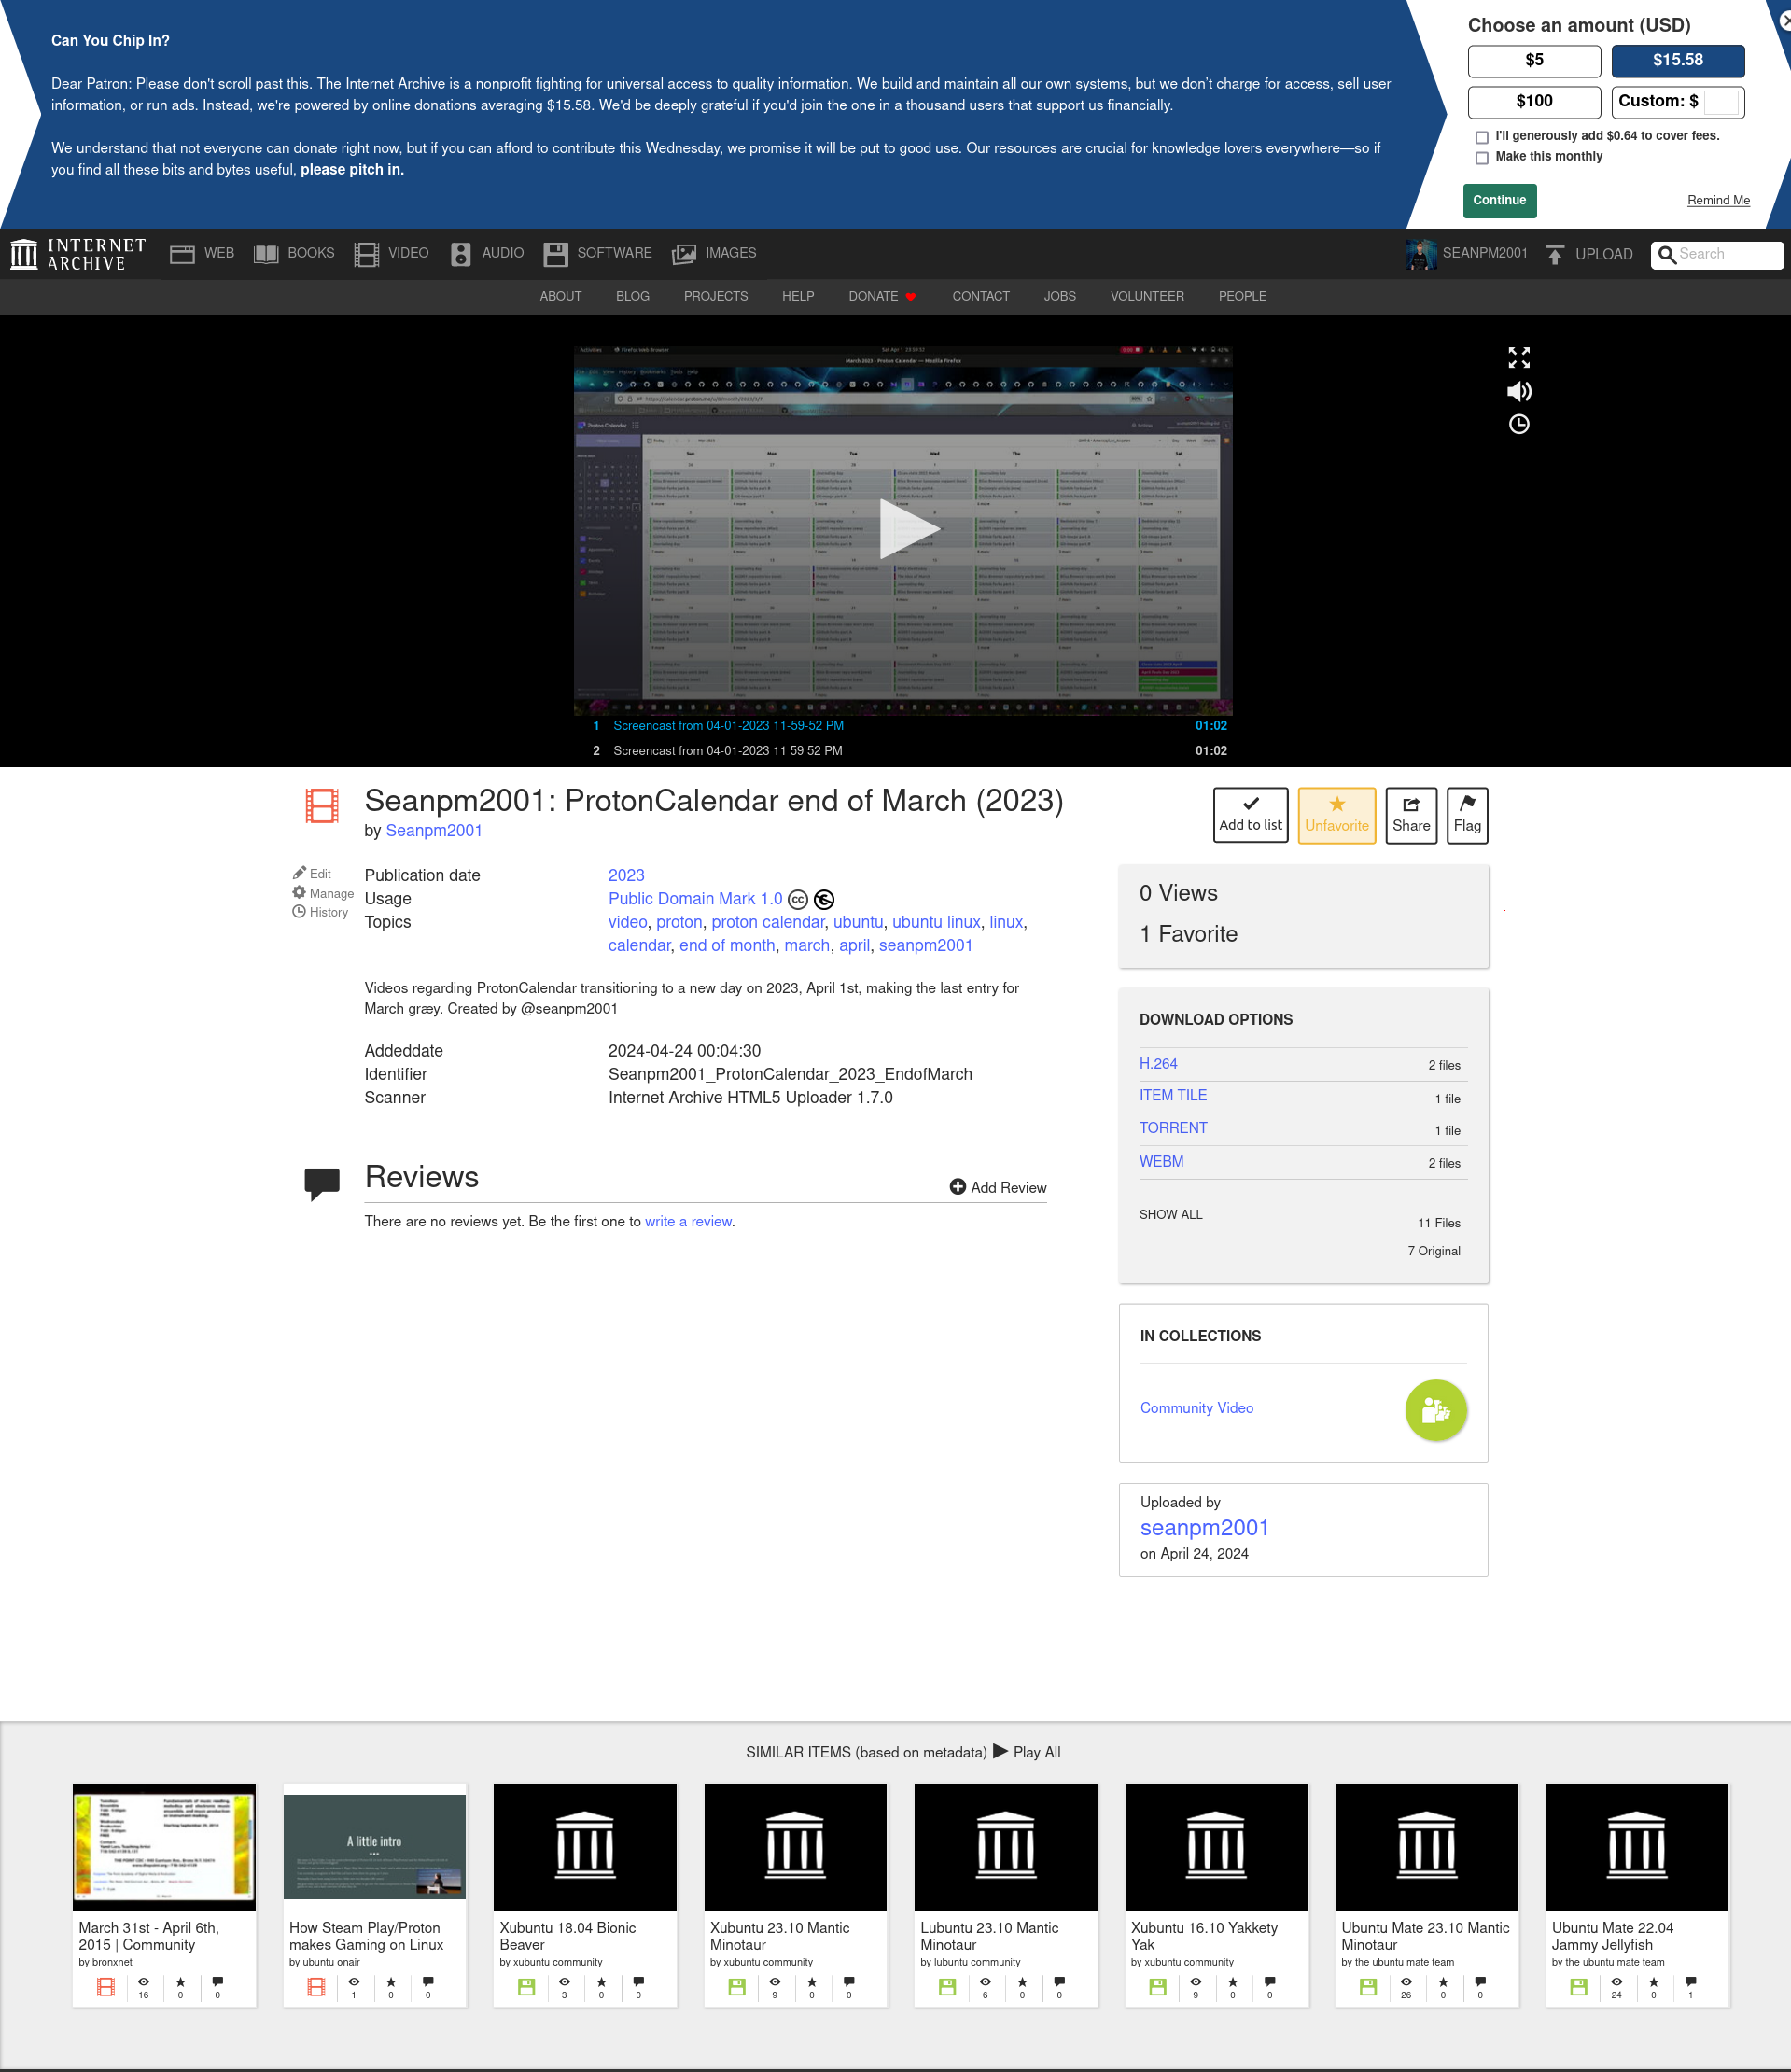 Can You Chip In?
Dear Patron: Please don't scroll past this. The Internet Archive is a nonprofit fighting for universal access to quality information. We build and maintain all our own systems, but we don't charge for access, sell user
information, or run ads. Instead, we're powered by online donations averaging $15.58. We'd be deeply grateful if you'd join the one in a thousand users that support us financially.
We understand that not everyone can donate right now, but if you can afford to contribute this Wednesday, we promise it will be put to good use. Our resources are crucial for knowledge lovers everywhere—so if
you find all these bits and bytes useful, please pitch in.
Choose an amount (USD)
$5 $15.58
$100 Custom: $
I'll generously add $0.64 to cover fees.
Make this monthly
Continue Remind Me
INTERNET ARCHIVE WEB BOOKS VIDEO AUDIO SOFTWARE IMAGES SEANPM2001 UPLOAD Search
ABOUT BLOG PROJECTS HELP DONATE CONTACT JOBS VOLUNTEER PEOPLE
Activities Firefox Web Browser Sat Apr 1 23:59:52
March 2023 - Proton Calendar — Mozilla Firefox
Proton Calendar
1 Screencast from 04-01-2023 11-59-52 PM 01:02
2 Screencast from 04-01-2023 11 59 52 PM 01:02
Seanpm2001: ProtonCalendar end of March (2023)
by Seanpm2001
Add to list Unfavorite Share Flag
Edit
Manage
History
Publication date 2023
Usage Public Domain Mark 1.0
Topics video, proton, proton calendar, ubuntu, ubuntu linux, linux,
calendar, end of month, march, april, seanpm2001
Videos regarding ProtonCalendar transitioning to a new day on 2023, April 1st, making the last entry for
March græy. Created by @seanpm2001
Addeddate 2024-04-24 00:04:30
Identifier Seanpm2001_ProtonCalendar_2023_EndofMarch
Scanner Internet Archive HTML5 Uploader 1.7.0
Reviews
Add Review
There are no reviews yet. Be the first one to write a review.
0 Views
1 Favorite
DOWNLOAD OPTIONS
H.264 2 files
ITEM TILE 1 file
TORRENT 1 file
WEBM 2 files
SHOW ALL 11 Files
7 Original
IN COLLECTIONS
Community Video
Uploaded by
seanpm2001
on April 24, 2024
SIMILAR ITEMS (based on metadata) Play All
A little intro
March 31st - April 6th,
2015 | Community
by bronxnet
16 0 0
How Steam Play/Proton
makes Gaming on Linux
by ubuntu onair
1 0 0
Xubuntu 18.04 Bionic
Beaver
by xubuntu community
3 0 0
Xubuntu 23.10 Mantic
Minotaur
by xubuntu community
9 0 0
Lubuntu 23.10 Mantic
Minotaur
by lubuntu community
6 0 0
Xubuntu 16.10 Yakkety
Yak
by xubuntu community
9 0 0
Ubuntu Mate 23.10 Mantic
Minotaur
by the ubuntu mate team
26 0 0
Ubuntu Mate 22.04
Jammy Jellyfish
by the ubuntu mate team
24 0 1